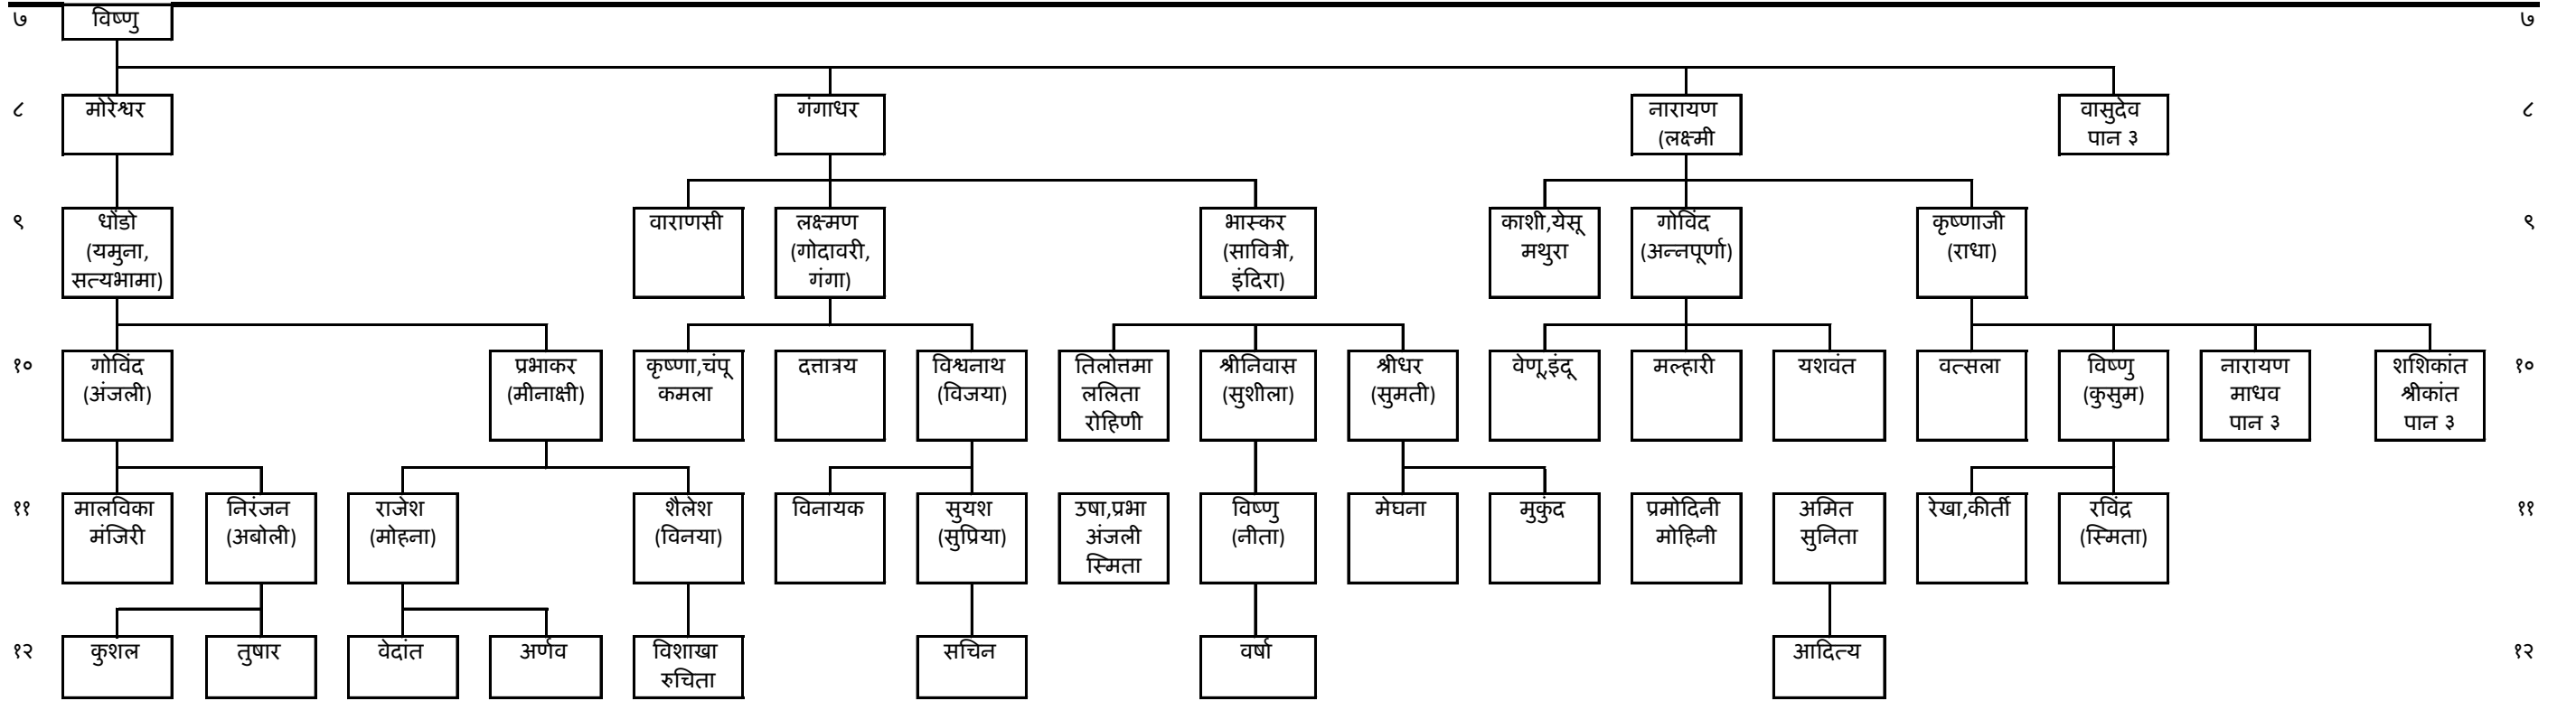 ७ विष्णु ७
८ मोरेश्वर गंगाधर नारायण वासुदेव ८
(लक्ष्मी पान ३
९ धोंडो वाराणसी लक्ष्मण भास्कर काशी,येसू गोविंद कृष्णाजी ९
(यमुना, (गोदावरी, (सावित्री, मथुरा (अन्नपूर्णा) (राधा)
सत्यभामा) गंगा) इंदिरा)
१० गोविंद प्रभाकर कृष्णा,चंपू दत्तात्रय विश्वनाथ तिलोत्तमा श्रीनिवास श्रीधर वेणू,इंदू मल्हारी यशवंत वत्सला विष्णु नारायण शशिकांत १०
(अंजली) (मीनाक्षी) कमला (विजया) ललिता (सुशीला) (सुमती) (कुसुम) माधव श्रीकांत
रोहिणी पान ३ पान ३
११ मालविका निरंजन राजेश शैलेश विनायक सुयश उषा,प्रभा विष्णु मेघना मुकुंद प्रमोदिनी अमित रेखा,कीर्ती रविंद्र ११
मंजिरी (अबोली) (मोहना) (विनया) (सुप्रिया) अंजली (नीता) मोहिनी सुनिता (स्मिता)
स्मिता
१२ कुशल तुषार वेदांत अर्णव विशाखा सचिन वर्षा आदित्य १२
रुचिता